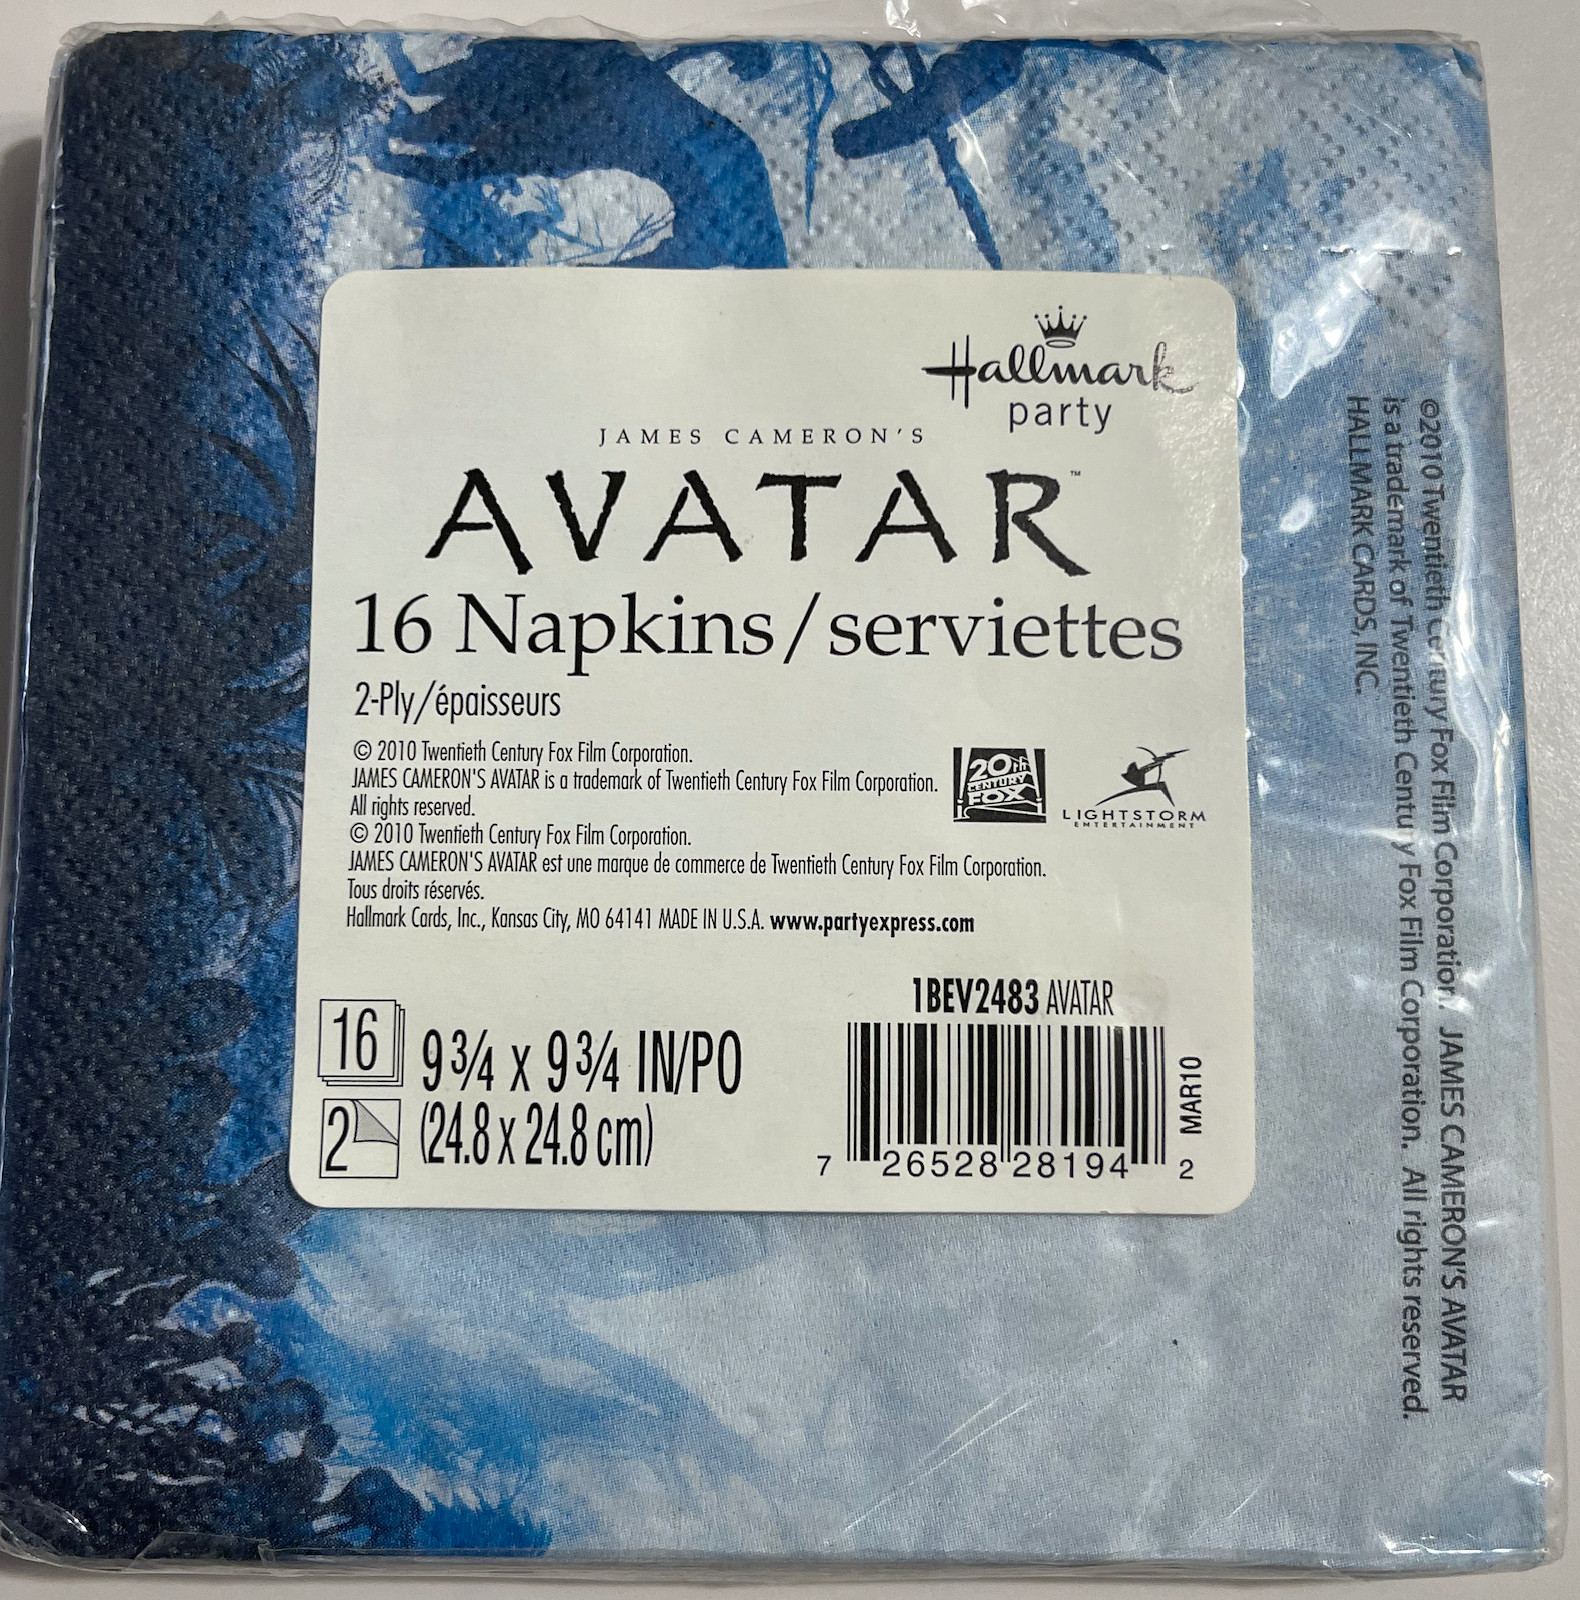 Hallmark
party
JAMES CAMERON'S
AVATAR™
16 Napkins/serviettes
2-Ply/épaisseurs
© 2010 Twentieth Century Fox Film Corporation.
JAMES CAMERON'S AVATAR is a trademark of Twentieth Century Fox Film Corporation.
All rights reserved.
© 2010 Twentieth Century Fox Film Corporation.
JAMES CAMERON'S AVATAR est une marque de commerce de Twentieth Century Fox Film Corporation.
Tous droits réservés.
Hallmark Cards, Inc., Kansas City, MO 64141 MADE IN U.S.A. www.partyexpress.com
20th
CENTURY
FOX
LIGHTSTORM
ENTERTAINMENT
16
9 3/4 x 9 3/4 IN/PO
2
(24.8 x 24.8 cm)
1BEV2483 AVATAR
MAR10
7 26528 28194 2
©2010 Twentieth Century Fox Film Corporation. JAMES CAMERON'S AVATAR
is a trademark of Twentieth Century Fox Film Corporation. All rights reserved.
HALLMARK CARDS, INC.